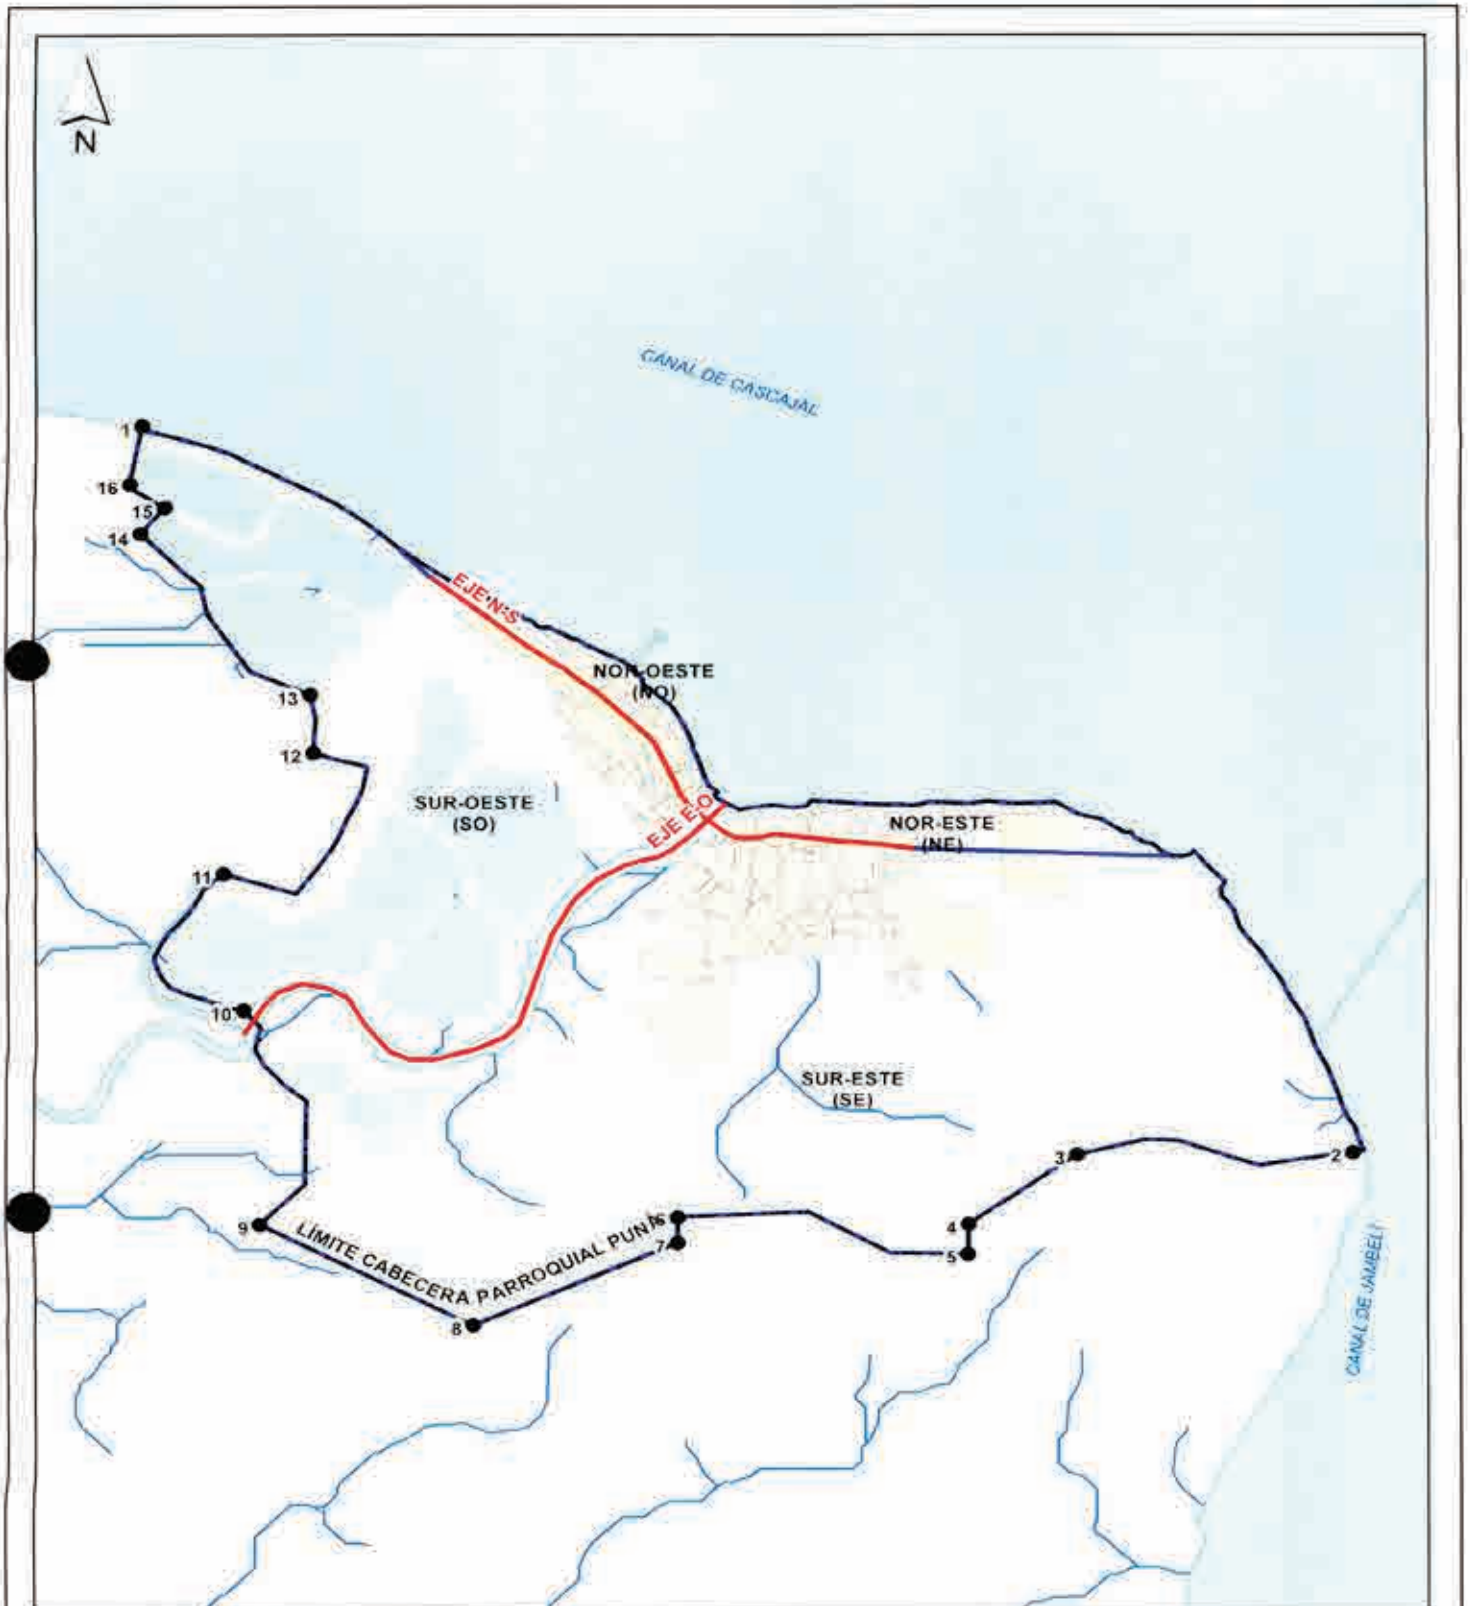 N
CANAL DE CASCAJAL
1
16
15
14
EJE N-S
NOR-OESTE
(NO)
13
12
SUR-OESTE
(SO)
EJE E-O
NOR-ESTE
(NE)
11
10
SUR-ESTE
(SE)
3
2
6
4
9
7
5
LÍMITE CABECERA PARROQUIAL PUNÁ
8
CANAL DE JAMBELÍ